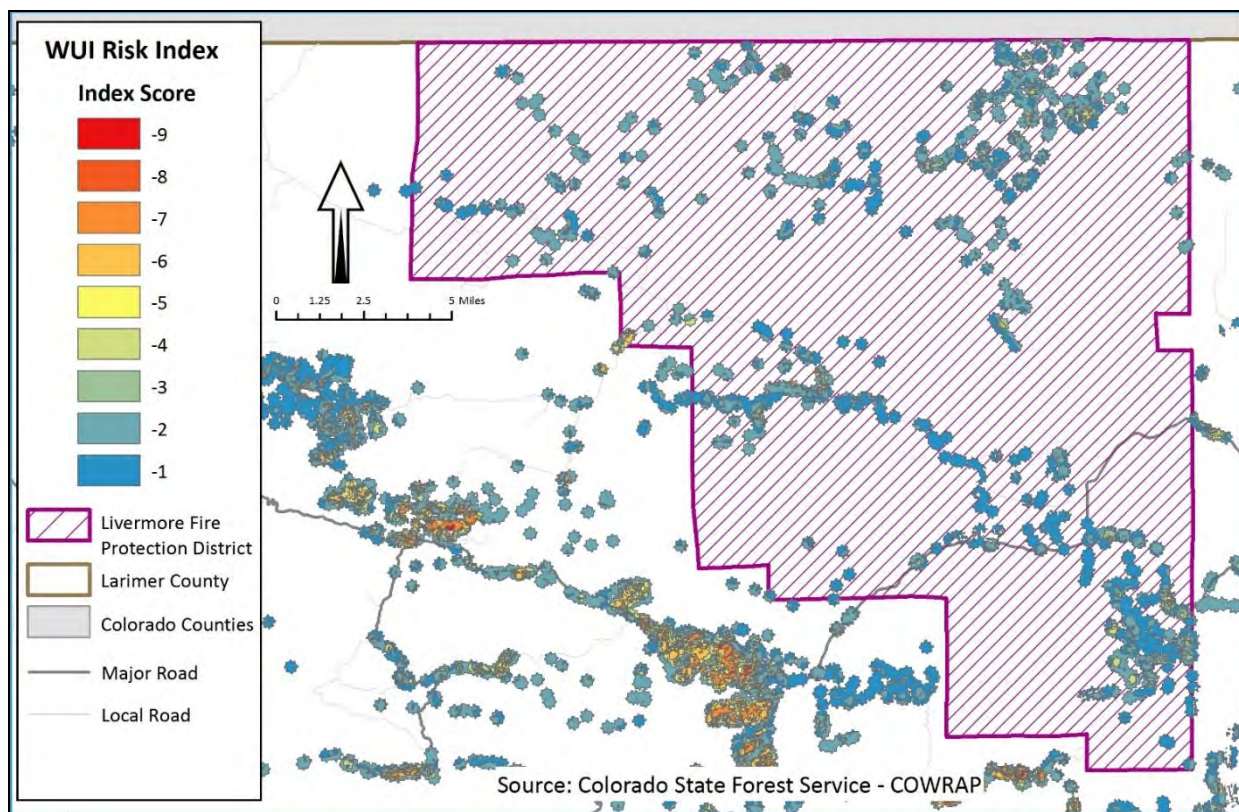 WUI Risk Index
Index Score
-9
-8
-7
-6
-5
-4
-3
-2
-1
Livermore Fire
Protection District
Larimer County
Colorado Counties
Major Road
Local Road
0 1.25 2.5 5 Miles
Source: Colorado State Forest Service - COWRAP